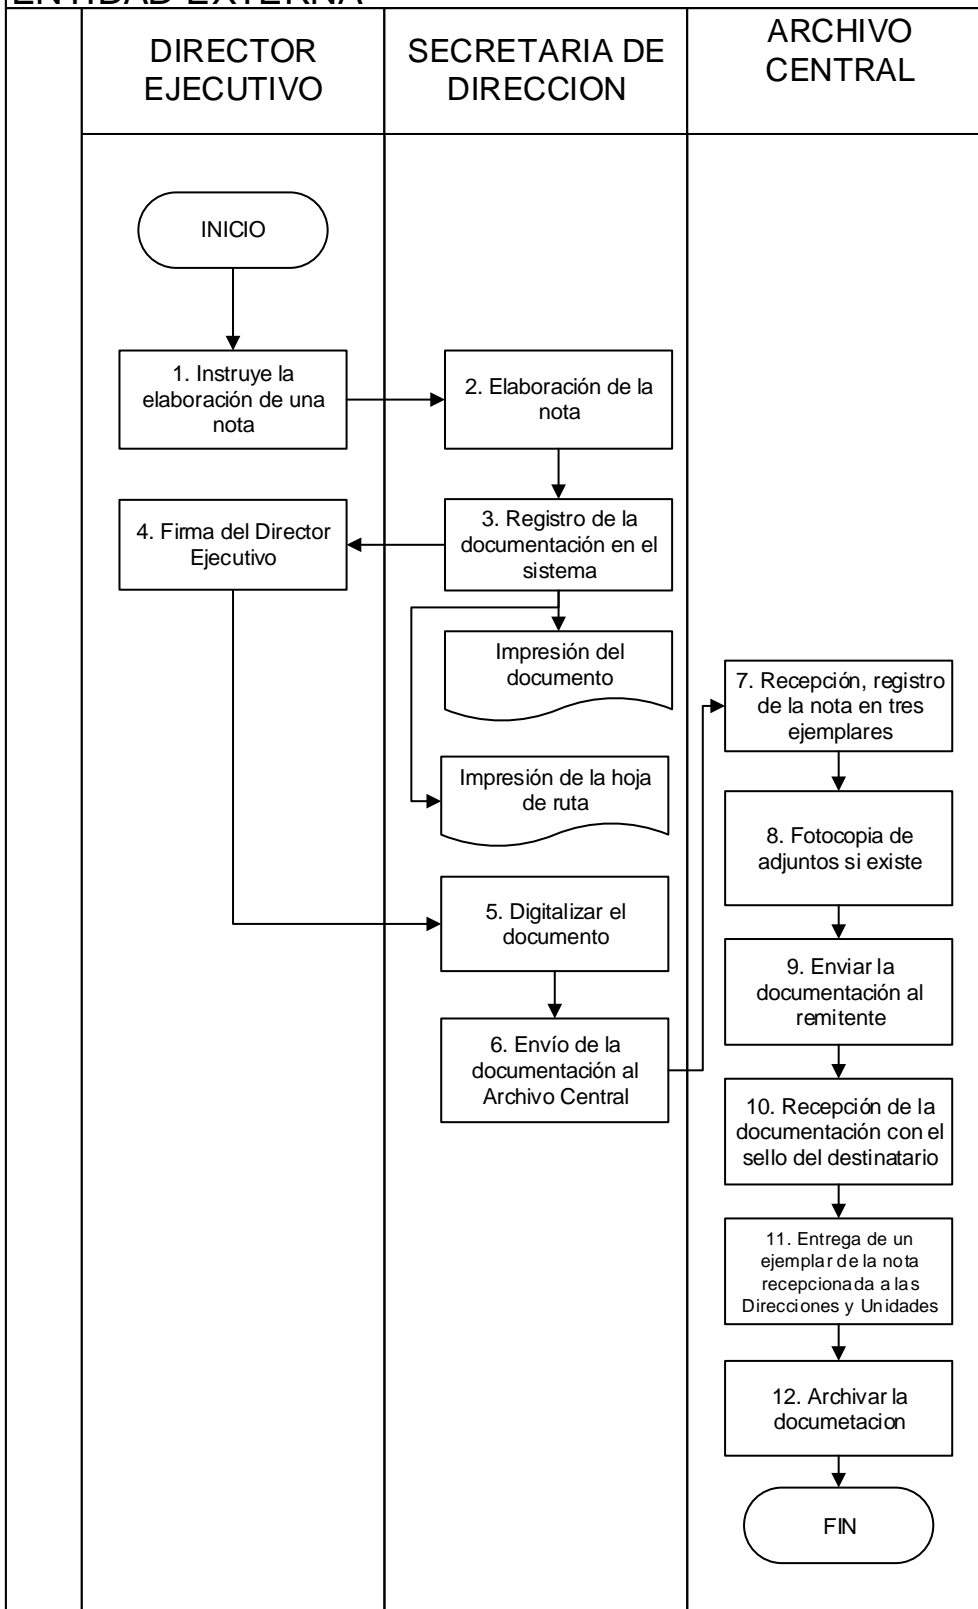 ENTIDAD EXTERNA
DIRECTOR
EJECUTIVO
SECRETARIA DE
DIRECCION
ARCHIVO
CENTRAL
INICIO
1. Instruye la
elaboración de una
nota
2. Elaboración de la
nota
3. Registro de la
documentación en el
sistema
4. Firma del Director
Ejecutivo
Impresión del
documento
Impresión de la hoja
de ruta
5. Digitalizar el
documento
6. Envío de la
documentación al
Archivo Central
7. Recepción, registro
de la nota en tres
ejemplares
8. Fotocopia de
adjuntos si existe
9. Enviar la
documentación al
remitente
10. Recepción de la
documentación con el
sello del destinatario
11. Entrega de un
ejemplar de la nota
recepcionada a las
Direcciones y Unidades
12. Archivar la
documetacion
FIN